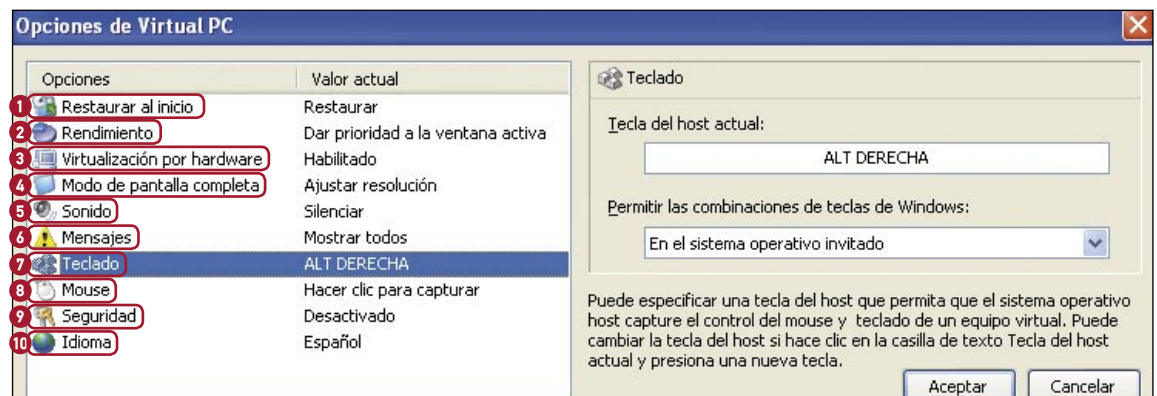 Opciones de Virtual PC
Opciones Valor actual
1 Restaurar al inicio Restaurar
2 Rendimiento Dar prioridad a la ventana activa
3 Virtualización por hardware Habilitado
4 Modo de pantalla completa Ajustar resolución
5 Sonido Silenciar
6 Mensajes Mostrar todos
7 Teclado ALT DERECHA
8 Mouse Hacer clic para capturar
9 Seguridad Desactivado
10 Idioma Español
Teclado
Tecla del host actual:
ALT DERECHA
Permitir las combinaciones de teclas de Windows:
En el sistema operativo invitado
Puede especificar una tecla del host que permita que el sistema operativo
host capture el control del mouse y teclado de un equipo virtual. Puede
cambiar la tecla del host si hace clic en la casilla de texto Tecla del host
actual y presiona una nueva tecla.
Aceptar Cancelar